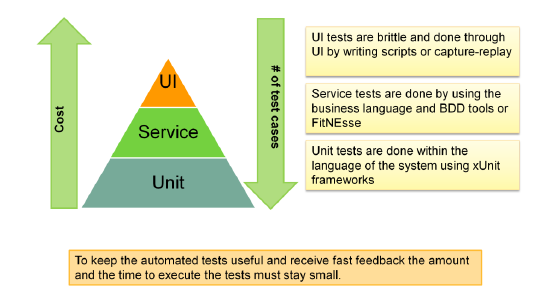 UI tests are brittle and done through
UI by writing scripts or capture-replay
UI
Cost
# of test cases
Service tests are done by using the
business language and BDD tools or
FitNEsse
Service
Unit tests are done within the
language of the system using xUnit
frameworks
Unit
To keep the automated tests useful and receive fast feedback the amount
and the time to execute the tests must stay small.